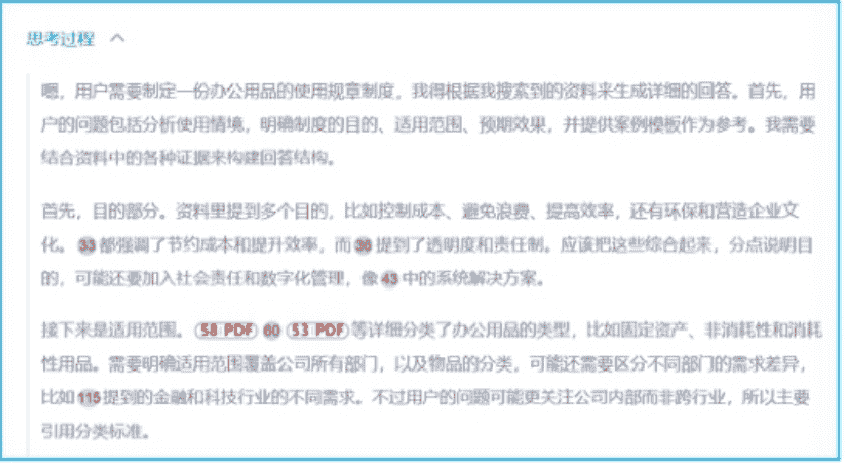 思考过程
嗯，用户需要制定一份办公用品的使用规章制度。我得根据我搜索到的资料来生成详细的回答。首先，用
户的问题包括分析使用情境，明确制度的目的、适用范围、预期效果，并提供案例模板作为参考。我需要
结合资料中的各种证据来构建回答结构。
首先，目的部分。资料里提到多个目的，比如控制成本、避免浪费、提高效率，还有环保和营造企业文
化。33都强调了节约成本和提升效率，而36提到了透明度和责任制。应该把这些综合起来，分点说明目
的，可能还要加入社会责任和数字化管理，像43中的系统解决方案。
接下来是适用范围。58 PDF 60 53 PDF等详细分类了办公用品的类型，比如固定资产、非消耗性和消耗
性用品。需要明确适用范围覆盖公司所有部门，以及物品的分类。可能还需要区分不同部门的需求差异，
比如115提到的金融和科技行业的不同需求。不过用户的问题可能更关注公司内部而非跨行业，所以主要
引用分类标准。